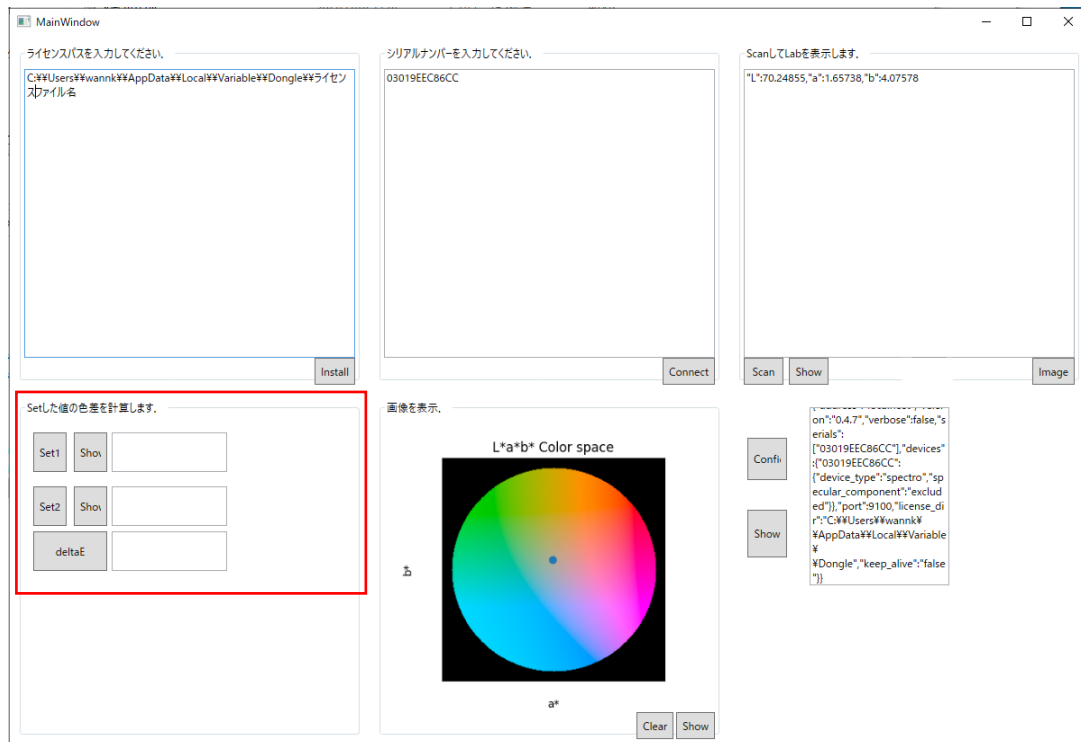 MainWindow
ライセンスパスを入力してください.
C:¥¥Users¥¥wannk¥¥AppData¥¥Local¥¥Variable¥¥Dongle¥¥ライセン
スファイル名
Install
シリアルナンバーを入力してください.
03019EEC86CC
Connect
ScanしてLabを表示します.
"L":70.24855,"a":1.65738,"b":4.07578
Scan
Show
Image
Setした値の色差を計算します.
Set1
Shov
Set2
Shov
deltaE
画像を表示.
L*a*b* Color space
b*
a*
Clear
Show
Confi
Show
on":"0.4.7","verbose":false,"s
erials":
["03019EEC86CC"],"devices"
:{"03019EEC86CC":
{"device_type":"spectro","sp
ecular_component":"exclud
ed"}},"port":9100,"license_di
r":"C:¥¥Users¥¥wannk¥
¥AppData¥¥Local¥¥Variable
¥
¥Dongle","keep_alive":"false
"}}